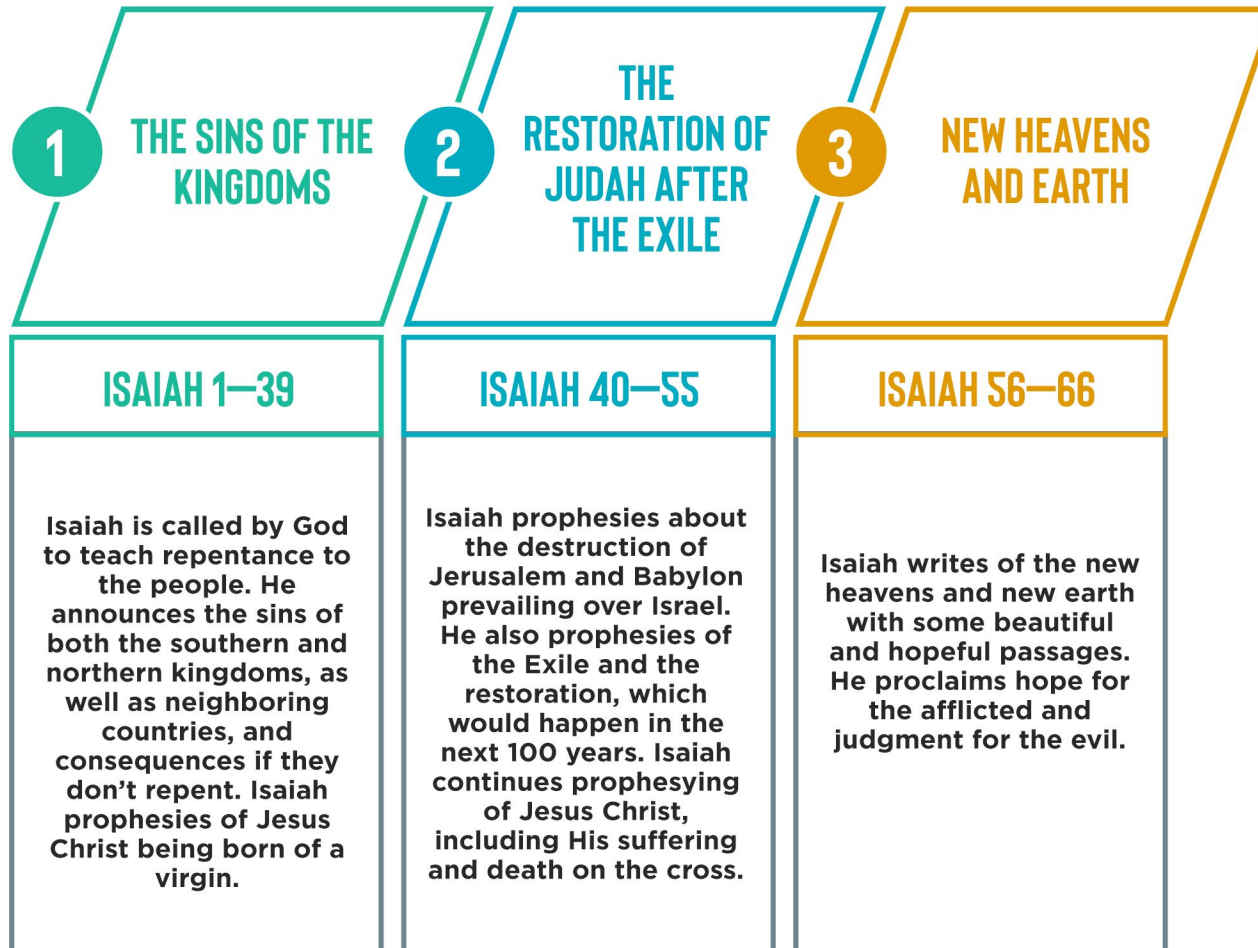 1
THE SINS OF THE
KINGDOMS
2
THE
RESTORATION OF
JUDAH AFTER
THE EXILE
3
NEW HEAVENS
AND EARTH
ISAIAH 1—39
Isaiah is called by God
to teach repentance to
the people. He
announces the sins of
both the southern and
northern kingdoms, as
well as neighboring
countries, and
consequences if they
don’t repent. Isaiah
prophesies of Jesus
Christ being born of a
virgin.
ISAIAH 40—55
Isaiah prophesies about
the destruction of
Jerusalem and Babylon
prevailing over Israel.
He also prophesies of
the Exile and the
restoration, which
would happen in the
next 100 years. Isaiah
continues prophesying
of Jesus Christ,
including His suffering
and death on the cross.
ISAIAH 56—66
Isaiah writes of the new
heavens and new earth
with some beautiful
and hopeful passages.
He proclaims hope for
the afflicted and
judgment for the evil.